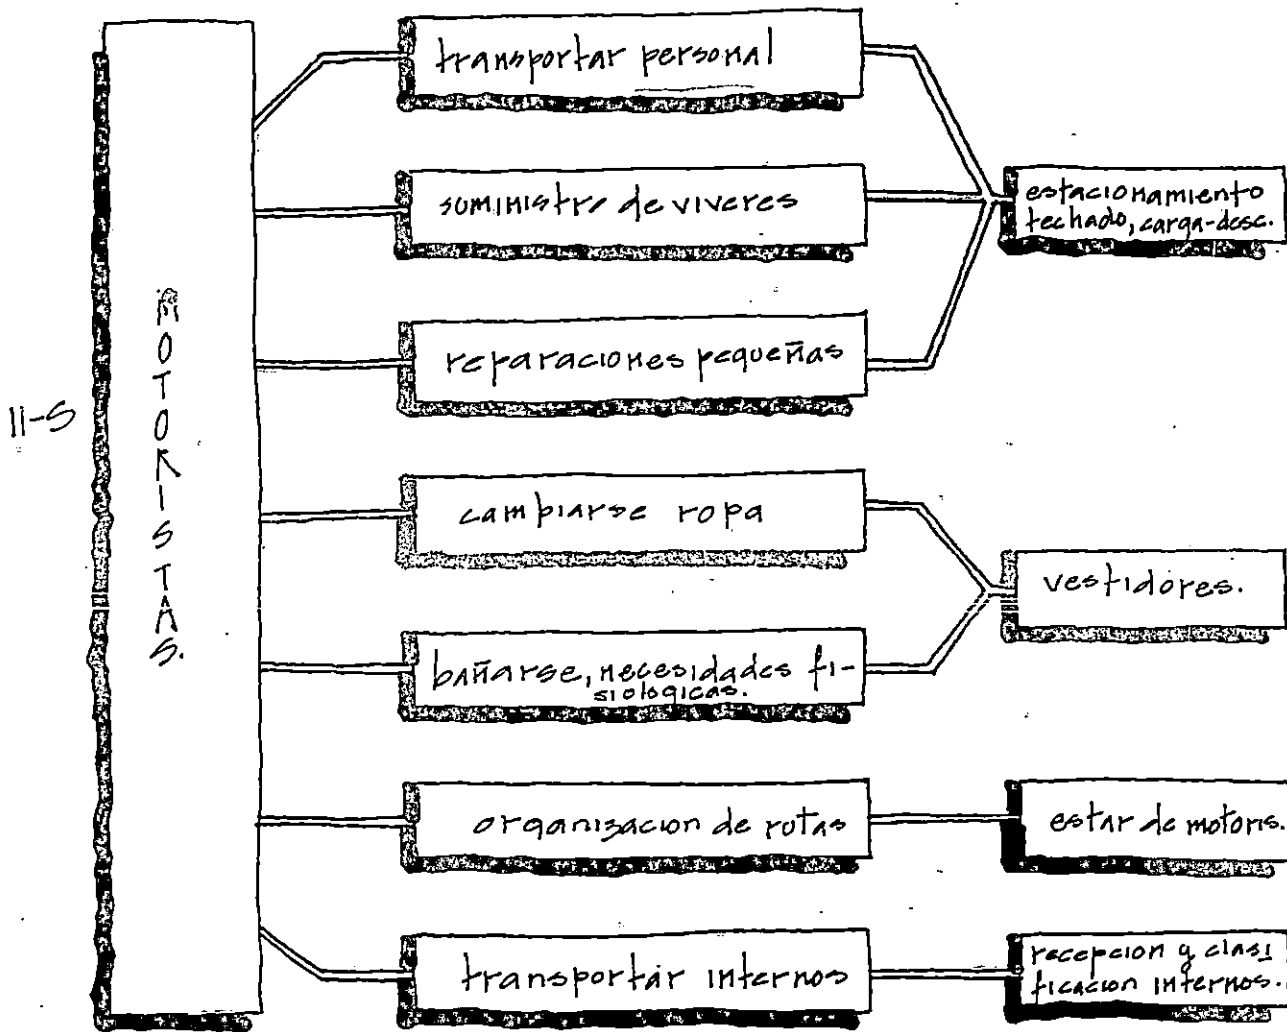 transportar personal
suministro de viveres
estacionamiento
techado, carga-desc.
reparaciones pequeñas
11-5
MOTORISTAS.
cambiarse ropa
vestidores.
bañarse, necesidades fi-
siologicas.
organizacion de rutas
estar de motoris.
transportar internos
recepcion y clasi
ficacion internos.